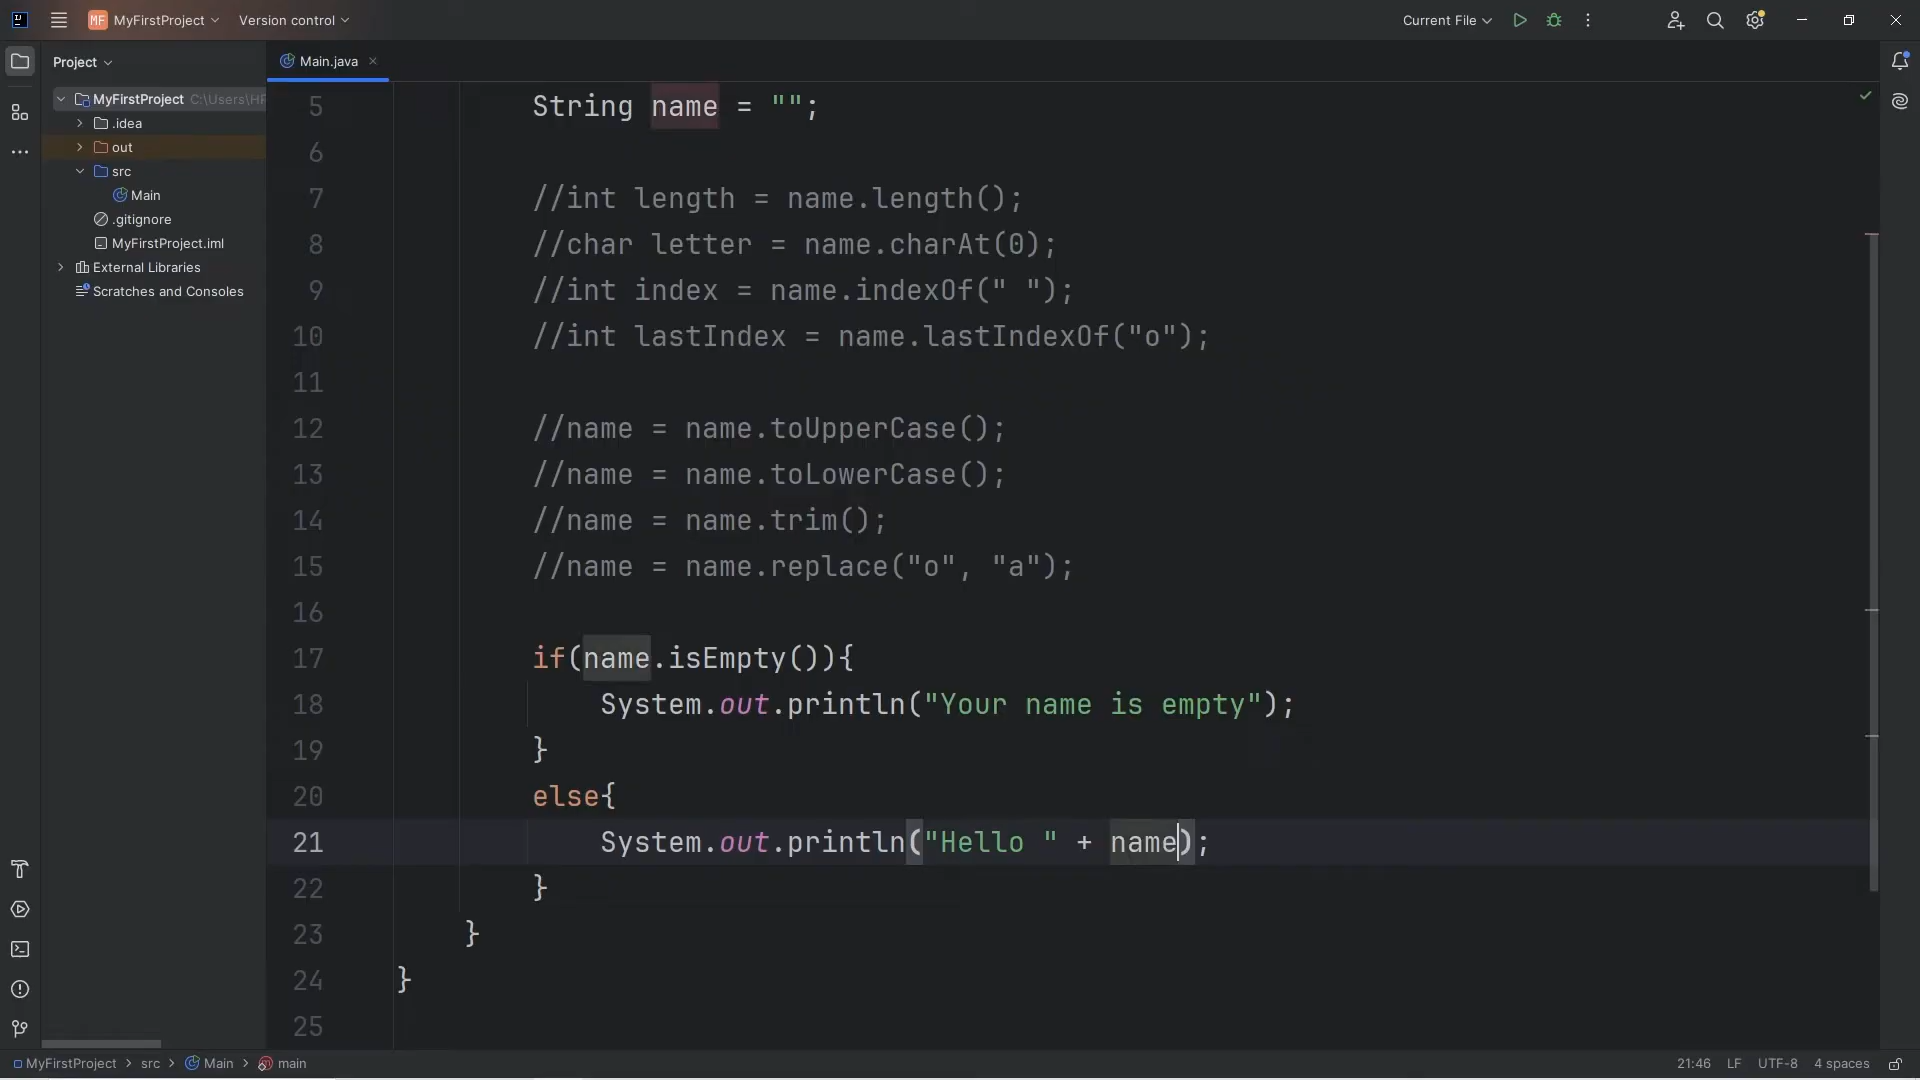 MF MyFirstProject Version control Current File
Project Main.java
MyFirstProject C:\Users\HP
.idea
out
src
Main
.gitignore
MyFirstProject.iml
External Libraries
Scratches and Consoles
5 String name = "";
6
7 //int length = name.length();
8 //char letter = name.charAt(0);
9 //int index = name.indexOf(" ");
10 //int lastIndex = name.lastIndexOf("o");
11
12 //name = name.toUpperCase();
13 //name = name.toLowerCase();
14 //name = name.trim();
15 //name = name.replace("o", "a");
16
17 if(name.isEmpty()){
18 System.out.println("Your name is empty");
19 }
20 else{
21 System.out.println("Hello " + name);
22 }
23 }
24 }
25
MyFirstProject > src > Main > main 21:46 LF UTF-8 4 spaces